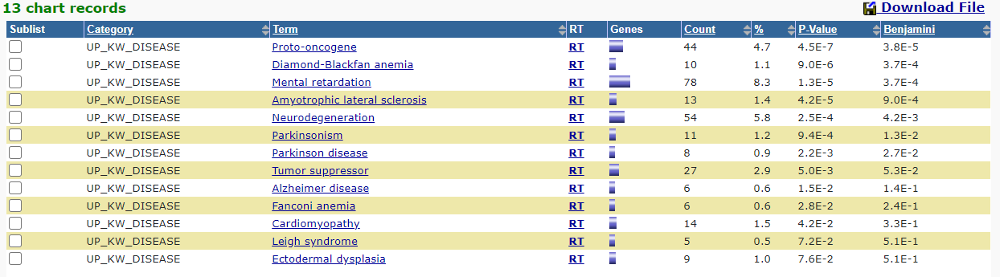 13 chart records Download File
Sublist Category Term RT Genes Count % P-Value Benjamini
UP_KW_DISEASE Proto-oncogene RT 44 4.7 4.5E-7 3.8E-5
UP_KW_DISEASE Diamond-Blackfan anemia RT 10 1.1 9.0E-6 3.7E-4
UP_KW_DISEASE Mental retardation RT 78 8.3 1.3E-5 3.7E-4
UP_KW_DISEASE Amyotrophic lateral sclerosis RT 13 1.4 4.2E-5 9.0E-4
UP_KW_DISEASE Neurodegeneration RT 54 5.8 2.5E-4 4.2E-3
UP_KW_DISEASE Parkinsonism RT 11 1.2 9.4E-4 1.3E-2
UP_KW_DISEASE Parkinson disease RT 8 0.9 2.2E-3 2.7E-2
UP_KW_DISEASE Tumor suppressor RT 27 2.9 5.0E-3 5.3E-2
UP_KW_DISEASE Alzheimer disease RT 6 0.6 1.5E-2 1.4E-1
UP_KW_DISEASE Fanconi anemia RT 6 0.6 2.8E-2 2.4E-1
UP_KW_DISEASE Cardiomyopathy RT 14 1.5 4.2E-2 3.3E-1
UP_KW_DISEASE Leigh syndrome RT 5 0.5 7.2E-2 5.1E-1
UP_KW_DISEASE Ectodermal dysplasia RT 9 1.0 7.6E-2 5.1E-1